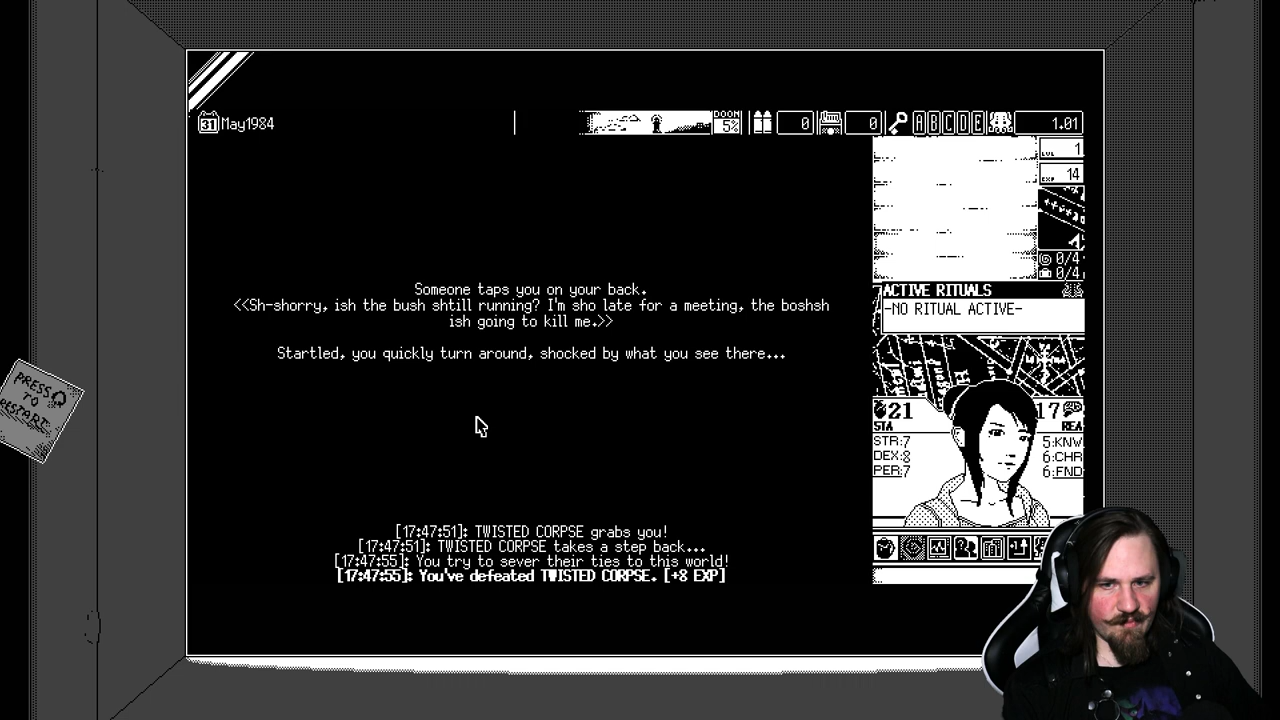 31 May1984
DOOM
5%
0
0
A B C D E
1.01
LVL 1
EXP 14
0/4
0/4
ACTIVE RITUALS
-NO RITUAL ACTIVE-
Someone taps you on your back.
<<Sh-shorry, ish the bush shtill running? I'm sho late for a meeting, the boshsh
ish going to kill me.>>
Startled, you quickly turn around, shocked by what you see there...
PRESS
TO
RESTART
21
17
STA
REA
STR:7
5:KNW
DEX:8
6:CHR
PER:7
6:FND
[17:47:51]: TWISTED CORPSE grabs you!
[17:47:51]: TWISTED CORPSE takes a step back...
[17:47:55]: You try to sever their ties to this world!
[17:47:55]: You've defeated TWISTED CORPSE. [+8 EXP]